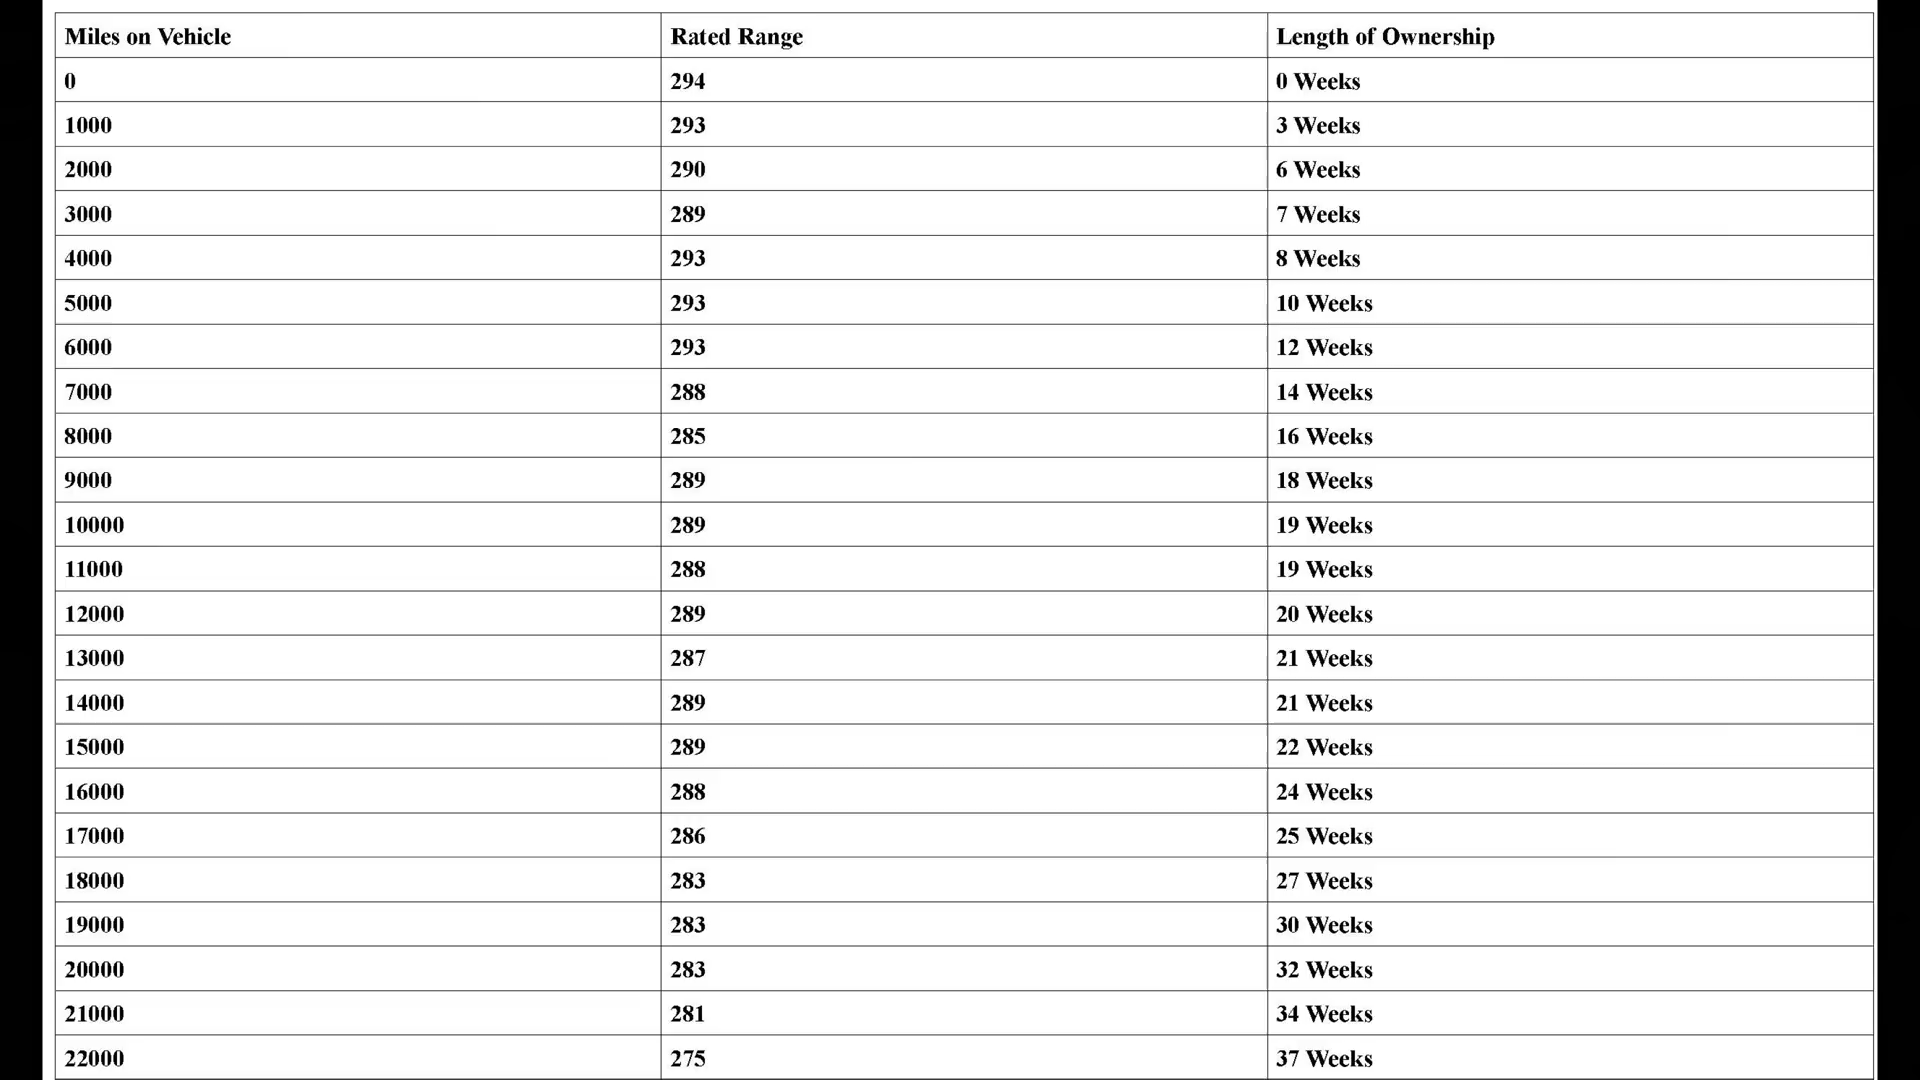 Miles on Vehicle Rated Range Length of Ownership
0 294 0 Weeks
1000 293 3 Weeks
2000 290 6 Weeks
3000 289 7 Weeks
4000 293 8 Weeks
5000 293 10 Weeks
6000 293 12 Weeks
7000 288 14 Weeks
8000 285 16 Weeks
9000 289 18 Weeks
10000 289 19 Weeks
11000 288 19 Weeks
12000 289 20 Weeks
13000 287 21 Weeks
14000 289 21 Weeks
15000 289 22 Weeks
16000 288 24 Weeks
17000 286 25 Weeks
18000 283 27 Weeks
19000 283 30 Weeks
20000 283 32 Weeks
21000 281 34 Weeks
22000 275 37 Weeks